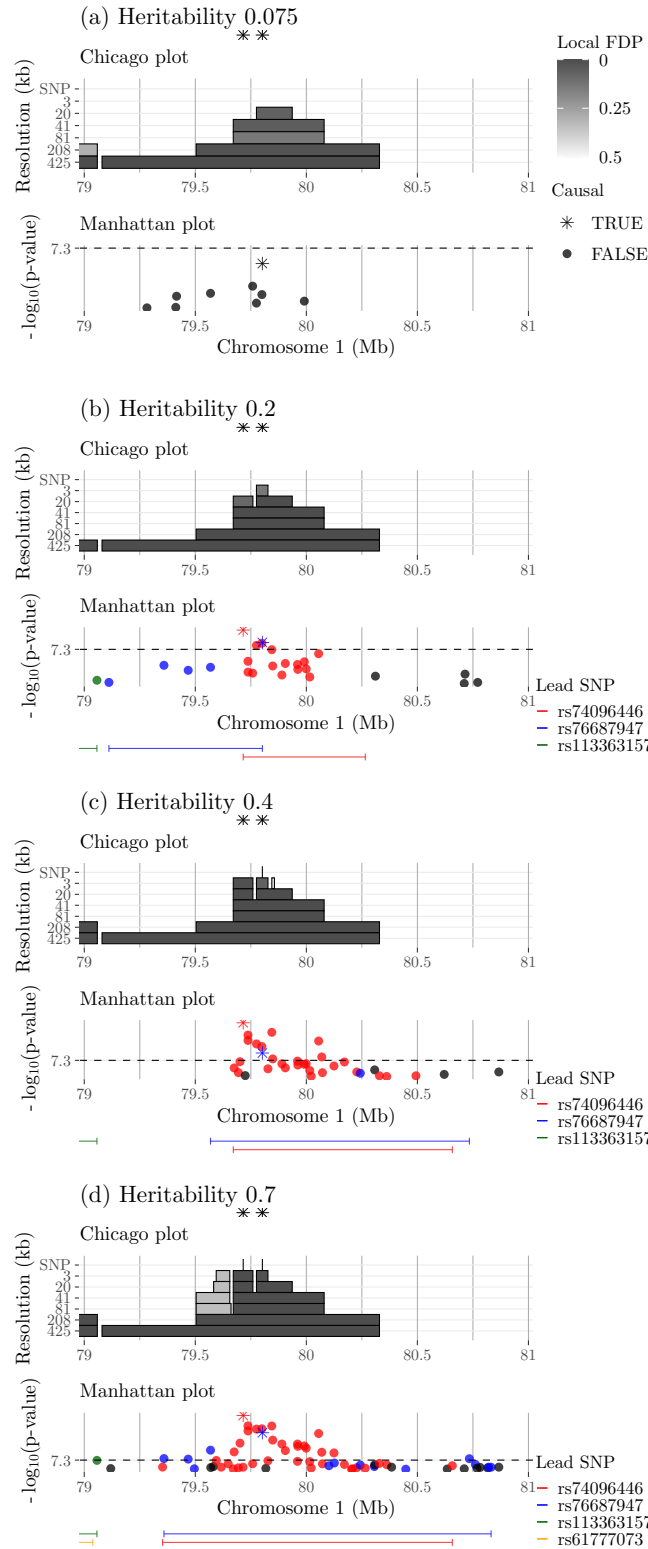 (a) Heritability 0.075
Chicago plot
Resolution (kb)
SNP
3
20
41
81
208
425
79
79.5
80
80.5
81
Local FDP
0
0.25
0.5
Causal
TRUE
FALSE
Manhattan plot
- log10(p-value)
7.3
79
79.5
80
80.5
81
Chromosome 1 (Mb)
(b) Heritability 0.2
Chicago plot
Resolution (kb)
SNP
3
20
41
81
208
425
79
79.5
80
80.5
81
Manhattan plot
- log10(p-value)
7.3
79
79.5
80
80.5
81
Chromosome 1 (Mb)
Lead SNP
rs74096446
rs76687947
rs113363157
(c) Heritability 0.4
Chicago plot
Resolution (kb)
SNP
3
20
41
81
208
425
79
79.5
80
80.5
81
Manhattan plot
- log10(p-value)
7.3
79
79.5
80
80.5
81
Chromosome 1 (Mb)
Lead SNP
rs74096446
rs76687947
rs113363157
(d) Heritability 0.7
Chicago plot
Resolution (kb)
SNP
3
20
41
81
208
425
79
79.5
80
80.5
81
Manhattan plot
- log10(p-value)
7.3
79
79.5
80
80.5
81
Chromosome 1 (Mb)
Lead SNP
rs74096446
rs76687947
rs113363157
rs61777073